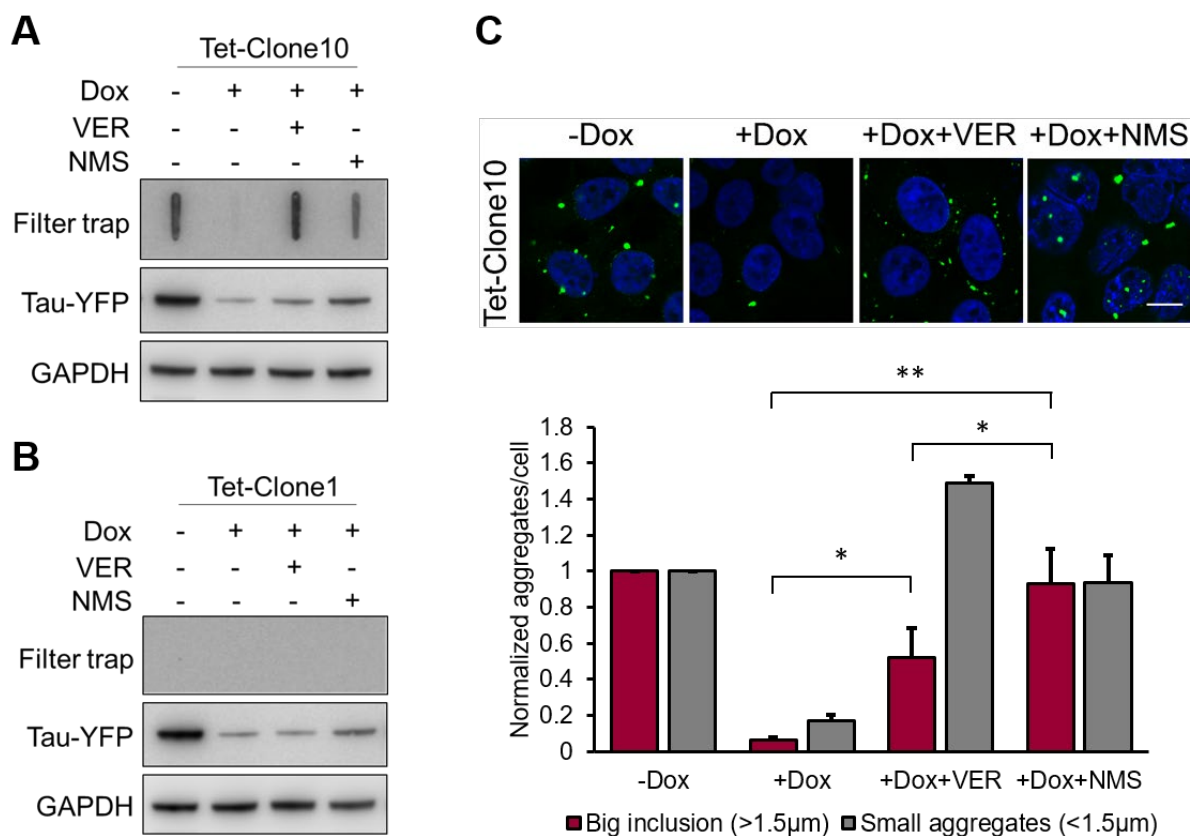 A
Tet-Clone10
Dox - + + +
VER - - + -
NMS - - - +
Filter trap
Tau-YFP
GAPDH
B
Tet-Clone1
Dox - + + +
VER - - + -
NMS - - - +
Filter trap
Tau-YFP
GAPDH
C
-Dox +Dox +Dox+VER +Dox+NMS
Tet-Clone10
**
*
*
Normalized aggregates/cell
1.8
1.6
1.4
1.2
1
0.8
0.6
0.4
0.2
0
-Dox +Dox +Dox+VER +Dox+NMS
Big inclusion (>1.5µm) Small aggregates (<1.5µm)